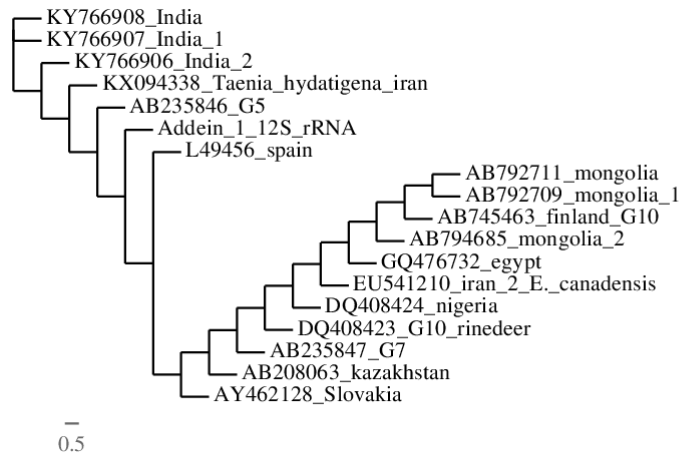 KY766908_India
KY766907_India_1
KY766906_India_2
KX094338_Taenia_hydatigena_iran
AB235846_G5
Addein_1_12S_rRNA
L49456_spain
AB792711_mongolia
AB792709_mongolia_1
AB745463_finland_G10
AB794685_mongolia_2
GQ476732_egypt
EU541210_iran_2_E._canadensis
DQ408424_nigeria
DQ408423_G10_rinedeer
AB235847_G7
AB208063_kazakhstan
AY462128_Slovakia
0.5